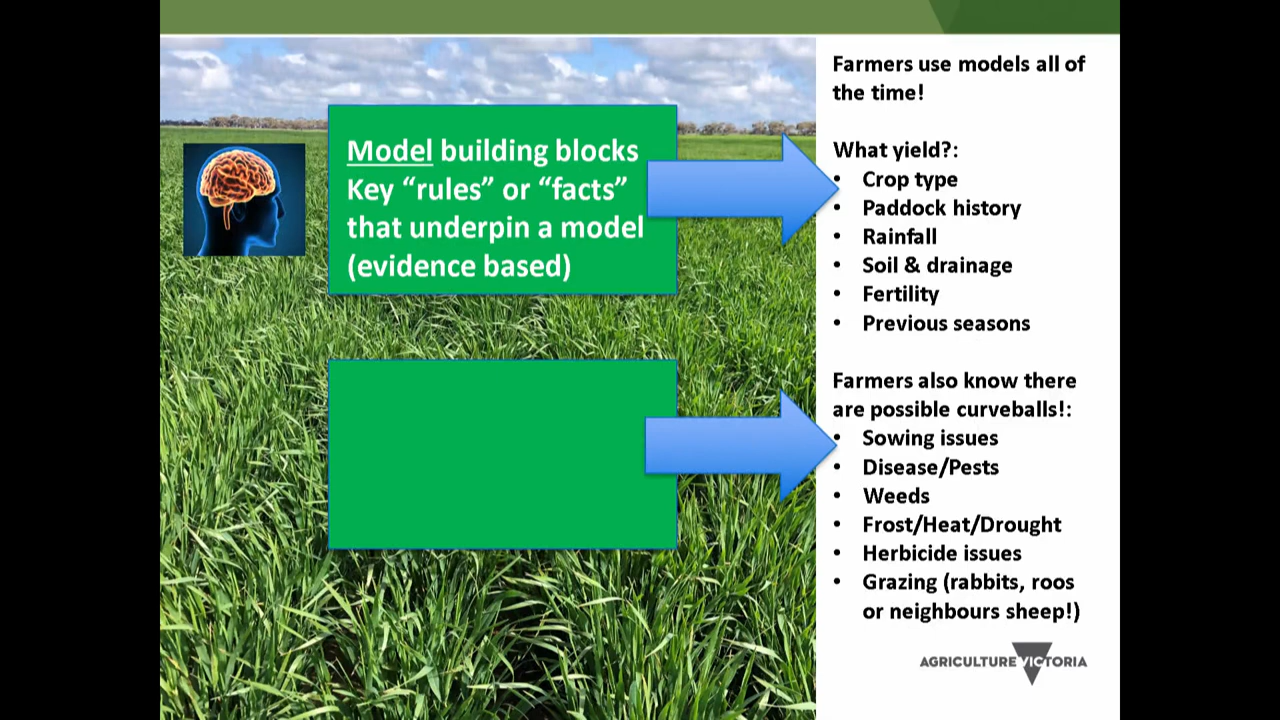 Model building blocks
Key “rules” or “facts”
that underpin a model
(evidence based)
Farmers use models all of
the time!
What yield?:
• Crop type
• Paddock history
• Rainfall
• Soil & drainage
• Fertility
• Previous seasons
Farmers also know there
are possible curveballs!:
• Sowing issues
• Disease/Pests
• Weeds
• Frost/Heat/Drought
• Herbicide issues
• Grazing (rabbits, roos
or neighbours sheep!)
AGRICULTURE VICTORIA